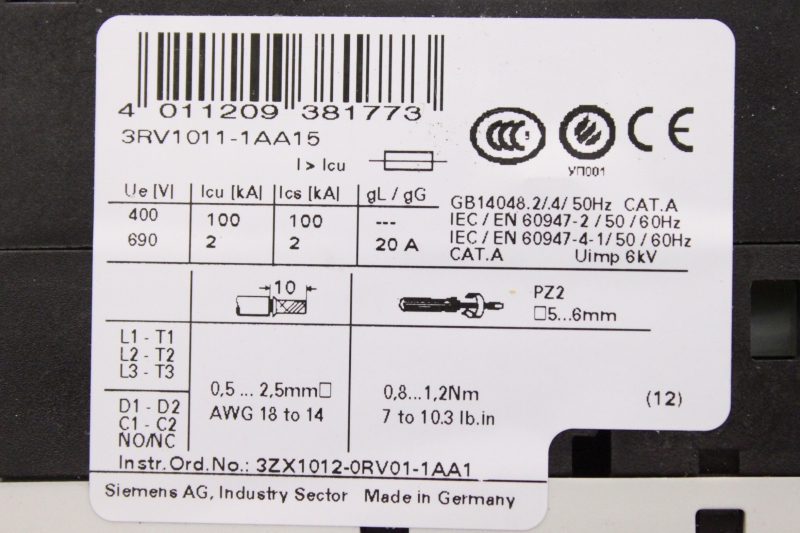 4 011209 381773
3RV1011-1AA15
I > Icu
CCC
УП001
CE
Ue [V] Icu [kA] Ics [kA] gL / gG
400 100 100 ---
690 2 2 20 A
GB14048.2/.4/ 50Hz CAT.A
IEC / EN 60947-2 / 50 / 60Hz
IEC / EN 60947-4-1/ 50 / 60Hz
CAT.A Uimp 6kV
10
PZ2
□5...6mm
L1 - T1
L2 - T2
L3 - T3
D1 - D2
C1 - C2
NO/NC
0,5 ... 2,5mm□
AWG 18 to 14
0,8...1,2Nm
7 to 10.3 lb.in
(12)
Instr.Ord.No.: 3ZX1012-0RV01-1AA1
Siemens AG, Industry Sector Made in Germany